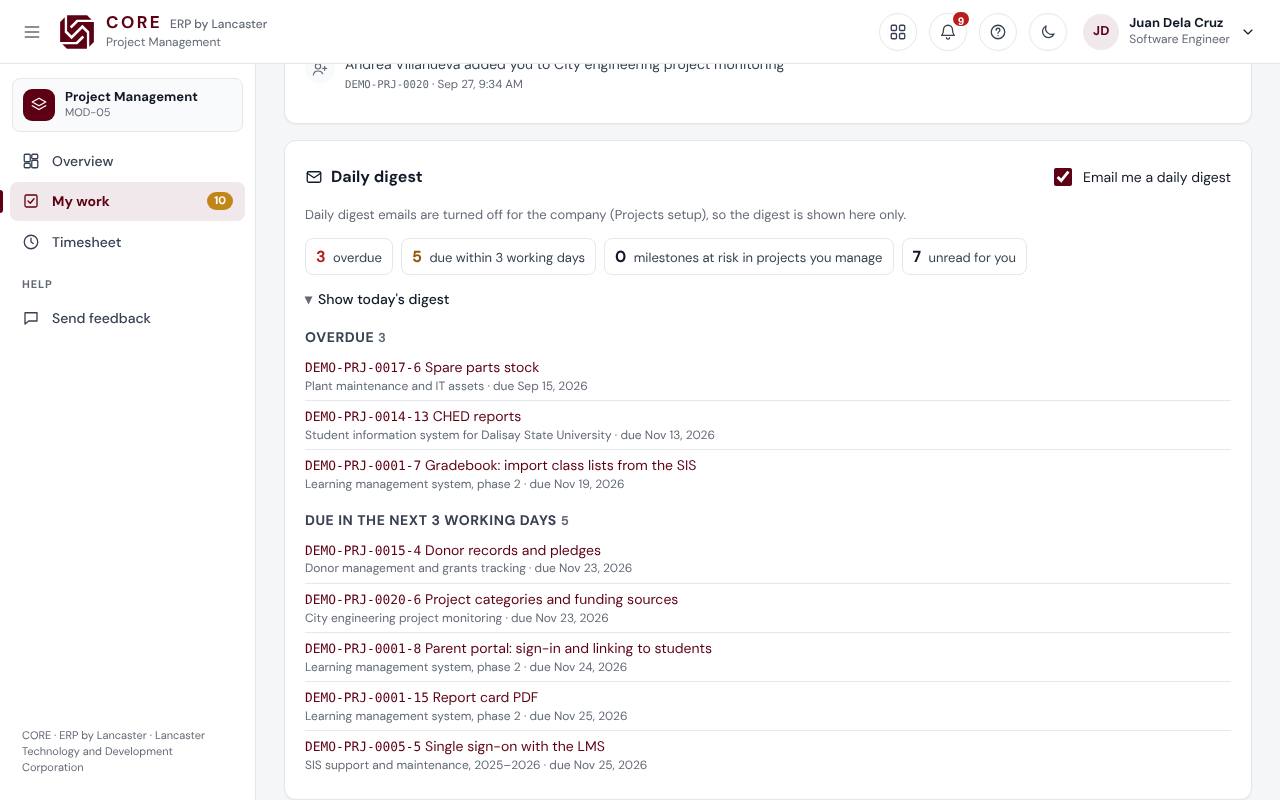 CORE ERP by Lancaster
Project Management
9
JD
Juan Dela Cruz
Software Engineer
Project Management
MOD-05
Overview
My work 10
Timesheet
HELP
Send feedback
CORE · ERP by Lancaster · Lancaster
Technology and Development
Corporation
Andrea Villanueva added you to City engineering project monitoring
DEMO-PRJ-0020 · Sep 27, 9:34 AM
Daily digest
Email me a daily digest
Daily digest emails are turned off for the company (Projects setup), so the digest is shown here only.
3 overdue
5 due within 3 working days
0 milestones at risk in projects you manage
7 unread for you
▾ Show today's digest
OVERDUE 3
DEMO-PRJ-0017-6 Spare parts stock
Plant maintenance and IT assets · due Sep 15, 2026
DEMO-PRJ-0014-13 CHED reports
Student information system for Dalisay State University · due Nov 13, 2026
DEMO-PRJ-0001-7 Gradebook: import class lists from the SIS
Learning management system, phase 2 · due Nov 19, 2026
DUE IN THE NEXT 3 WORKING DAYS 5
DEMO-PRJ-0015-4 Donor records and pledges
Donor management and grants tracking · due Nov 23, 2026
DEMO-PRJ-0020-6 Project categories and funding sources
City engineering project monitoring · due Nov 23, 2026
DEMO-PRJ-0001-8 Parent portal: sign-in and linking to students
Learning management system, phase 2 · due Nov 24, 2026
DEMO-PRJ-0001-15 Report card PDF
Learning management system, phase 2 · due Nov 25, 2026
DEMO-PRJ-0005-5 Single sign-on with the LMS
SIS support and maintenance, 2025–2026 · due Nov 25, 2026